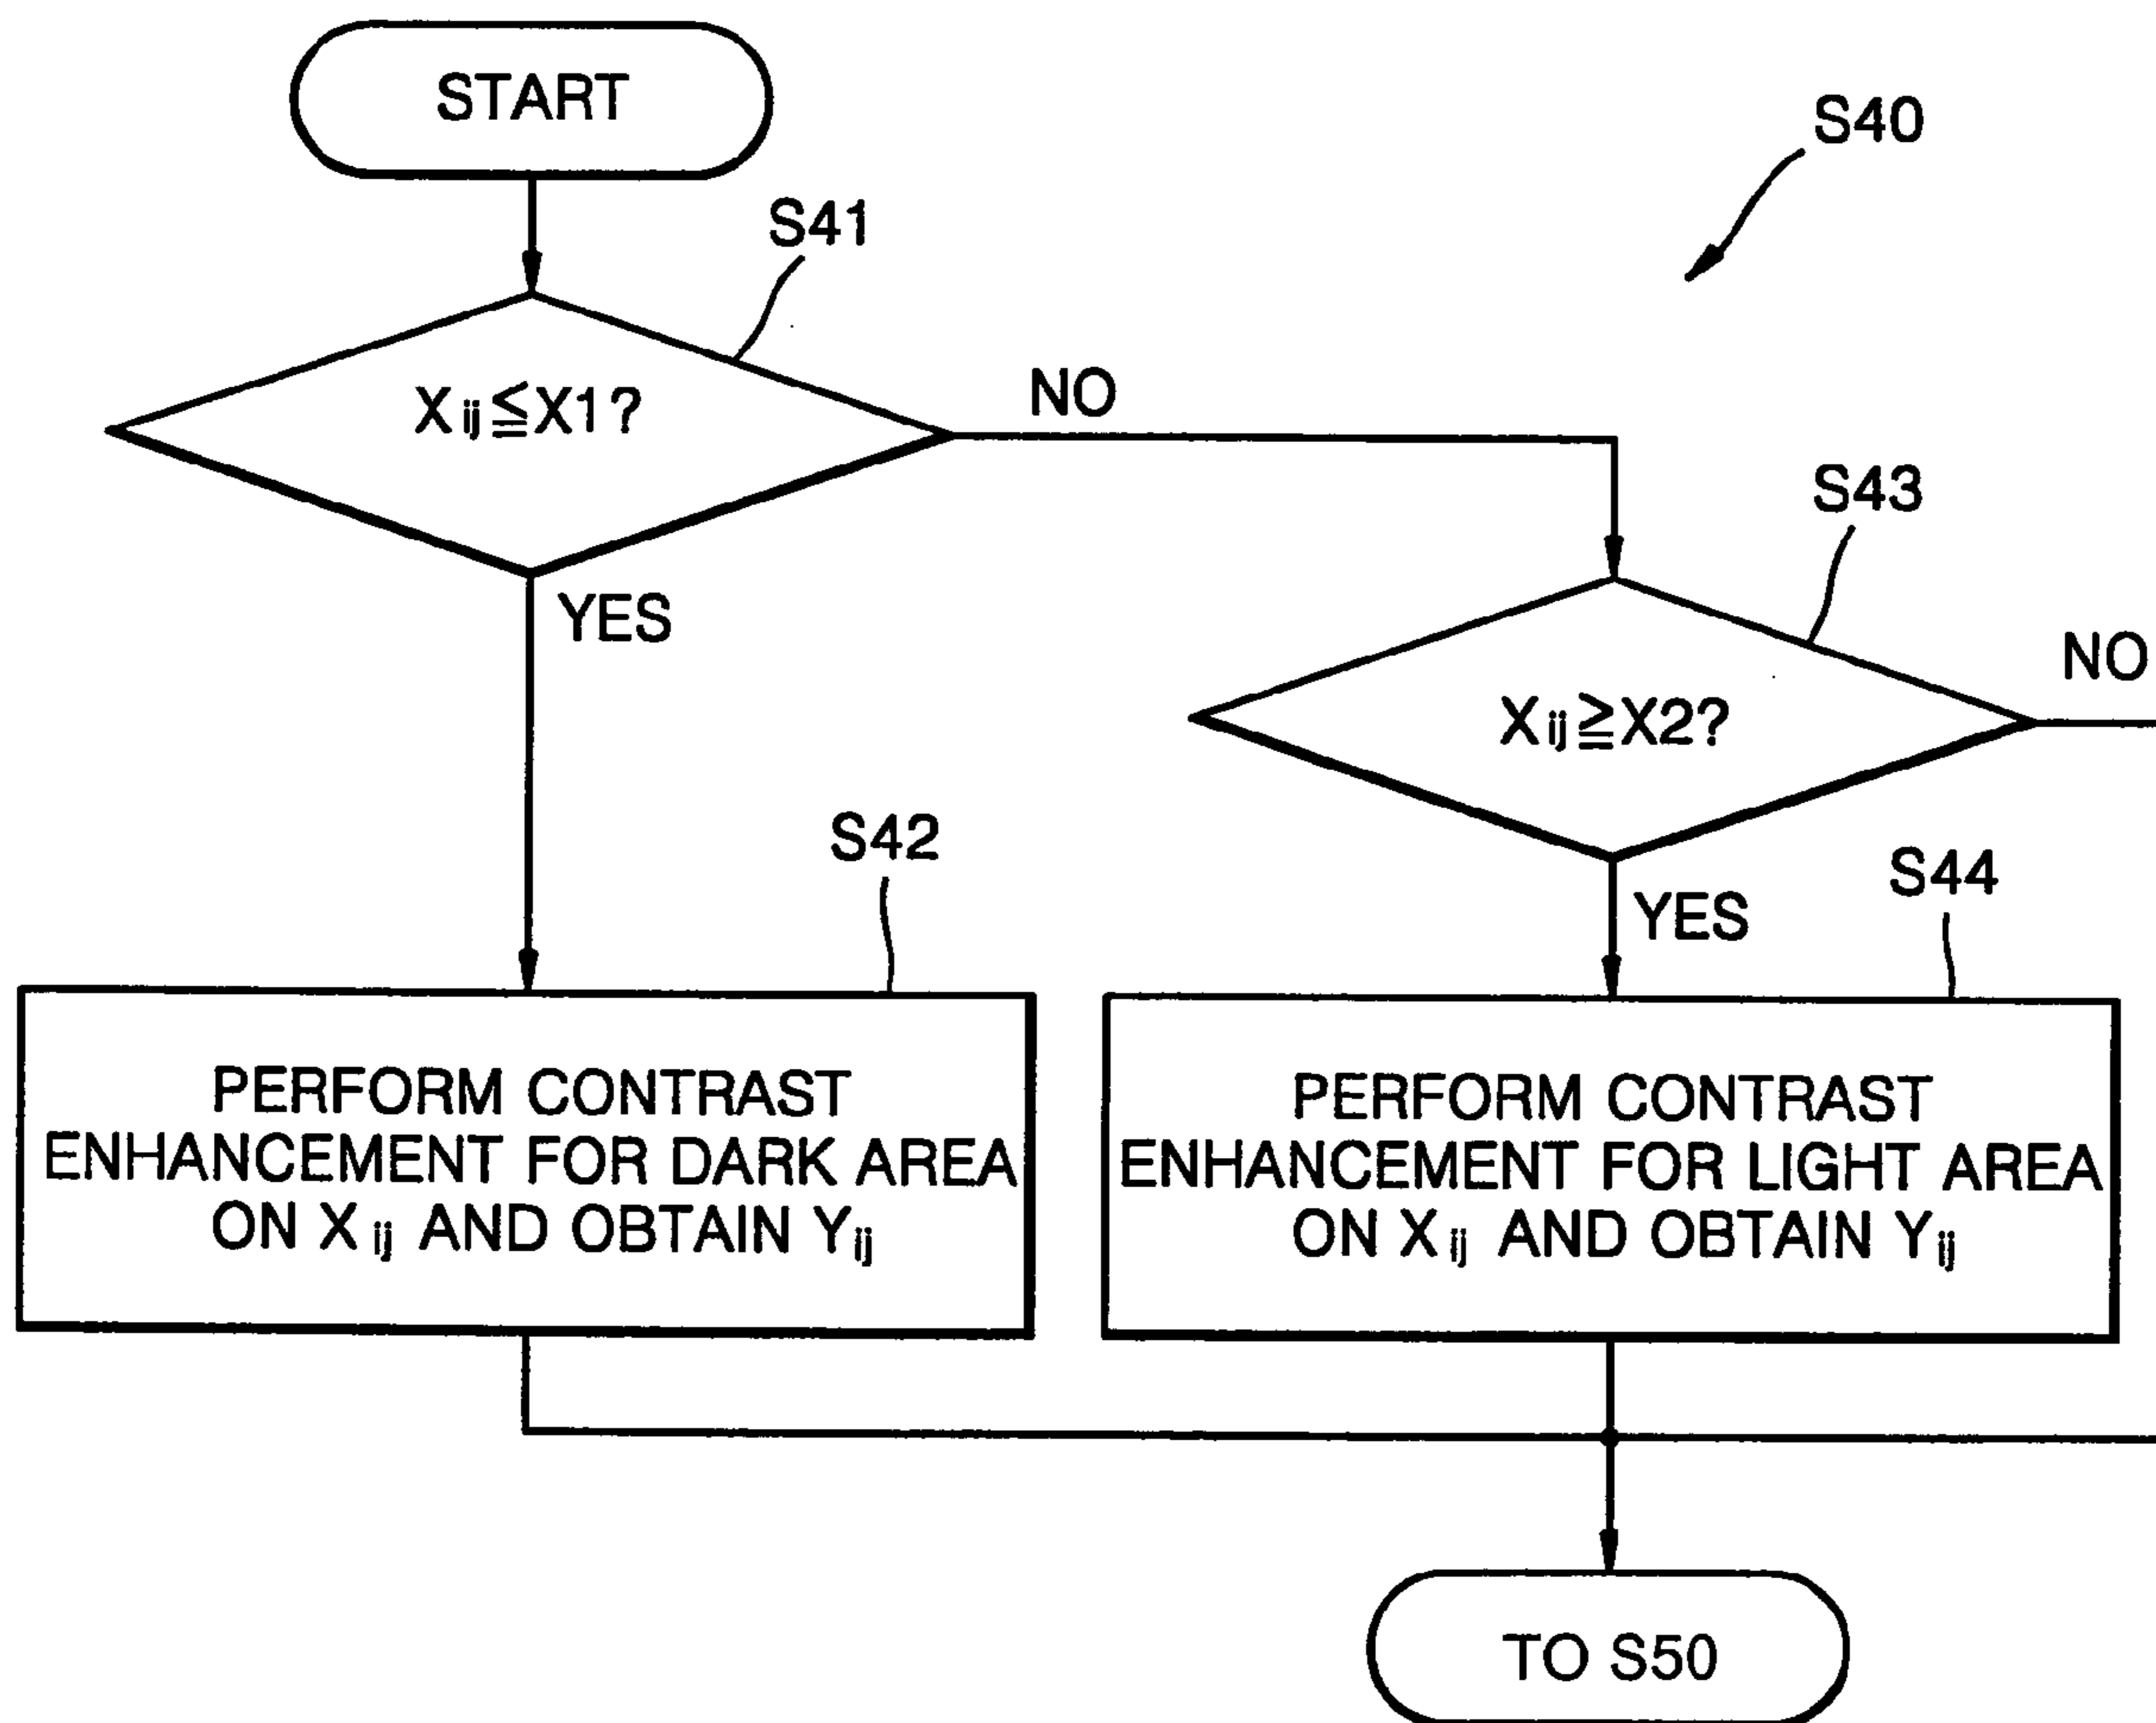 START
S40
S41
X ij ≦ X1?
NO
YES
S43
X ij ≧ X2?
NO
YES
S42
PERFORM CONTRAST
ENHANCEMENT FOR DARK AREA
ON X ij AND OBTAIN Y ij
S44
PERFORM CONTRAST
ENHANCEMENT FOR LIGHT AREA
ON X ij AND OBTAIN Y ij
TO S50